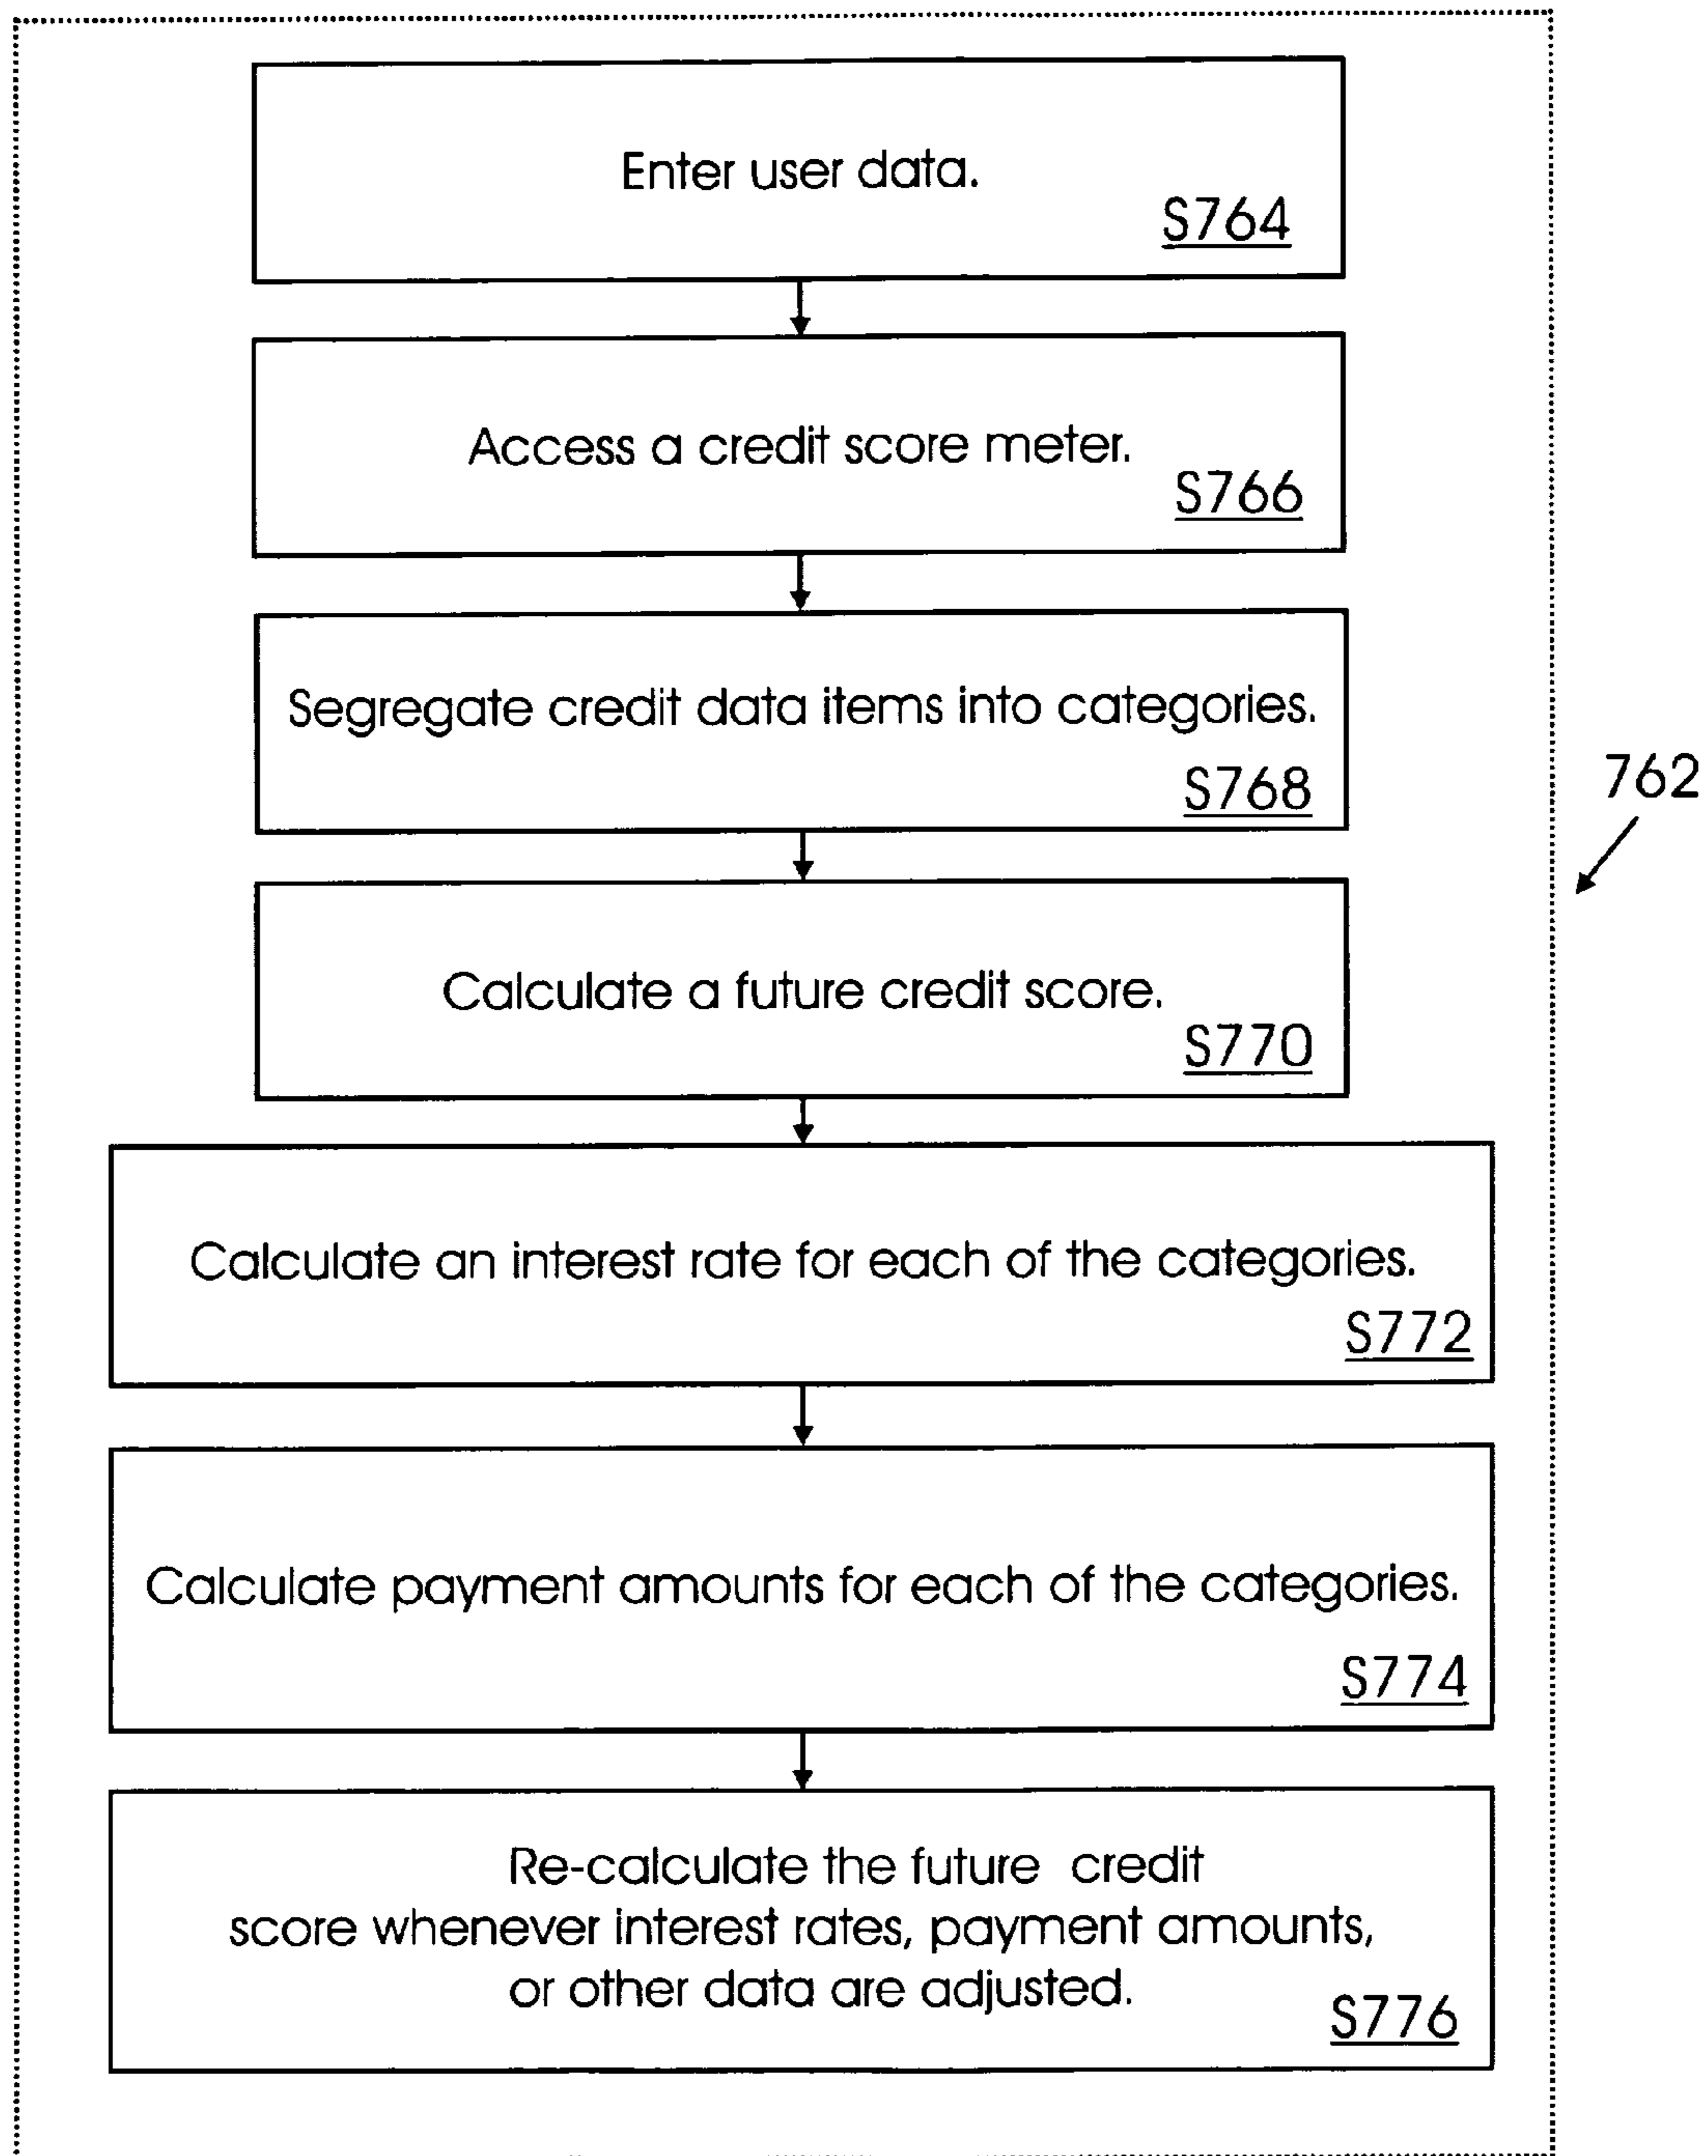 Enter user data.
S764
Access a credit score meter.
S766
Segregate credit data items into categories.
S768
762
Calculate a future credit score.
S770
Calculate an interest rate for each of the categories.
S772
Calculate payment amounts for each of the categories.
S774
Re-calculate the future credit
score whenever interest rates, payment amounts,
or other data are adjusted.
S776